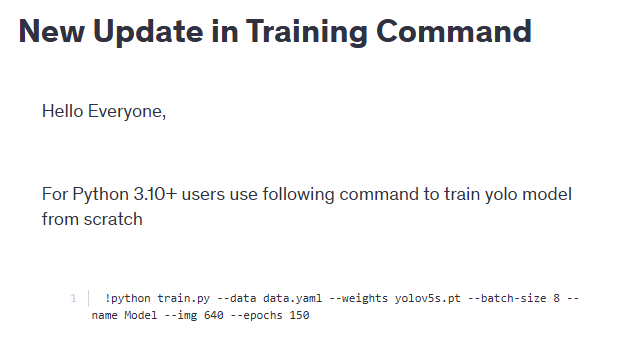 New Update in Training Command
Hello Everyone,
For Python 3.10+ users use following command to train yolo model
from scratch
1 !python train.py --data data.yaml --weights yolov5s.pt --batch-size 8 --
name Model --img 640 --epochs 150